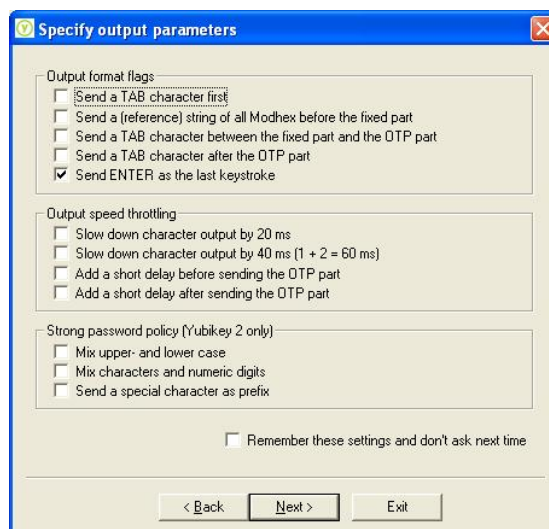 Specify output parameters
Output format flags
Send a TAB character first
Send a (reference) string of all Modhex before the fixed part
Send a TAB character between the fixed part and the OTP part
Send a TAB character after the OTP part
Send ENTER as the last keystroke
Output speed throttling
Slow down character output by 20 ms
Slow down character output by 40 ms (1 + 2 = 60 ms)
Add a short delay before sending the OTP part
Add a short delay after sending the OTP part
Strong password policy (Yubikey 2 only)
Mix upper- and lower case
Mix characters and numeric digits
Send a special character as prefix
Remember these settings and don't ask next time
< Back Next > Exit